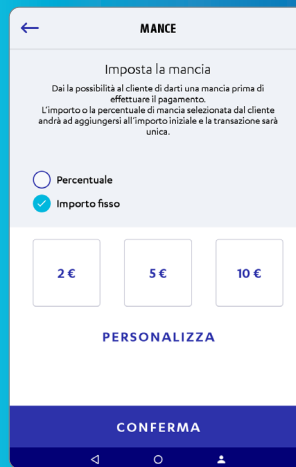 MANCE
Imposta la mancia
Dai la possibilità al cliente di darti una mancia prima di
effettuare il pagamento.
L'importo o la percentuale di mancia selezionata dal cliente
andrà ad aggiungersi all'importo iniziale e la transazione sarà
unica.
Percentuale
Importo fisso
2 € 5 € 10 €
PERSONALIZZA
CONFERMA